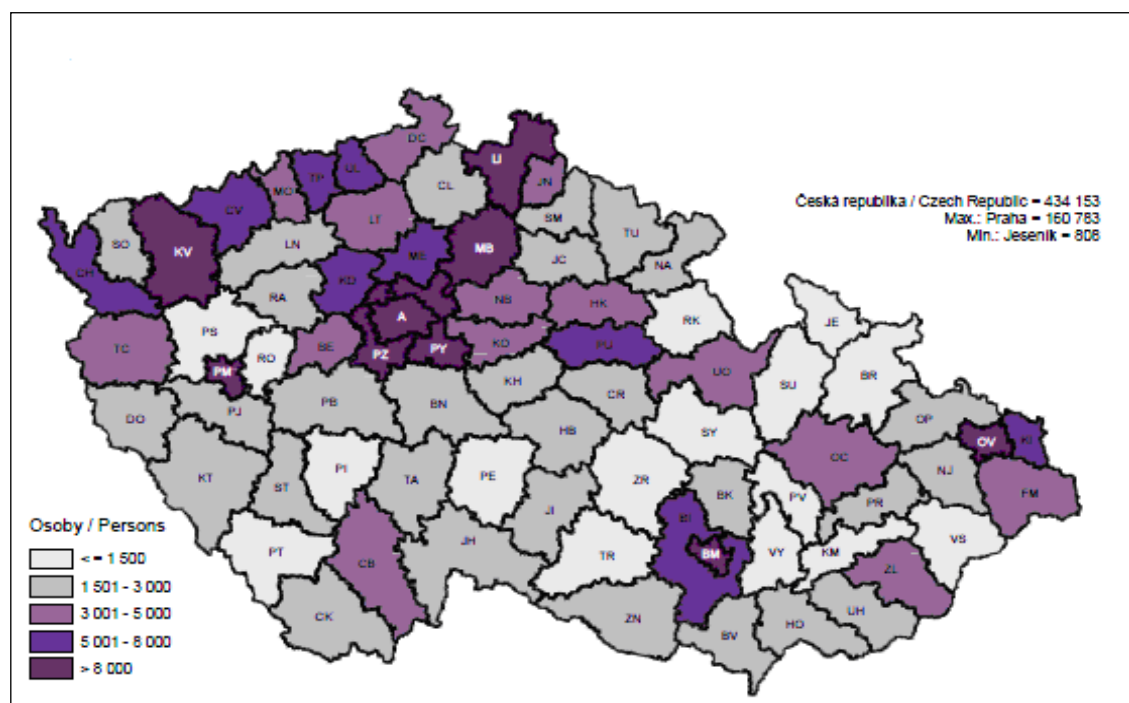 DC
LI
UL
TP
CL
JN
MO
CV
LT
SM
Česká republika / Czech Republic = 434 153
Max.: Praha = 160 783
Min.: Jeseník = 808
TU
SO
LN
KV
MB
ME
JC
NA
CH
KD
RA
NB
HK
A
RK
JE
PS
TC
RO
BE
PZ
PY
KO
PU
UO
BR
PM
SU
KH
CR
PB
BN
DO
PJ
OP
HB
SY
OV
KI
OC
NJ
KT
ST
PI
TA
PE
ZR
BK
PV
PR
FM
Osoby / Persons
< = 1 500
1 501 - 3 000
3 001 - 5 000
5 001 - 8 000
> 8 000
JI
BI
JH
PT
CB
TR
BM
VY
KM
VS
ZL
CK
ZN
UH
HO
BV